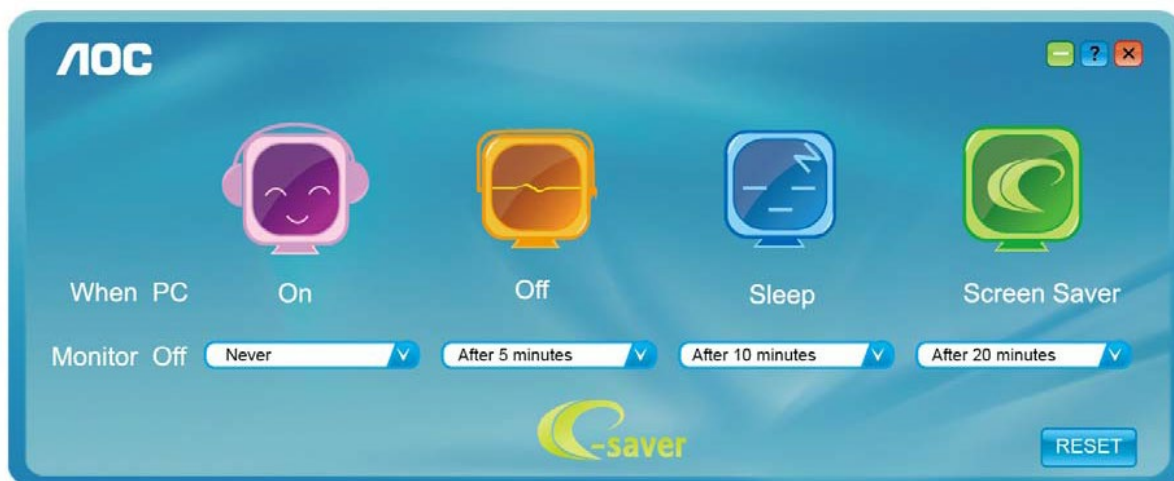 AOC
?
When PC On Off Sleep Screen Saver
Monitor Off Never After 5 minutes After 10 minutes After 20 minutes
e-saver
RESET